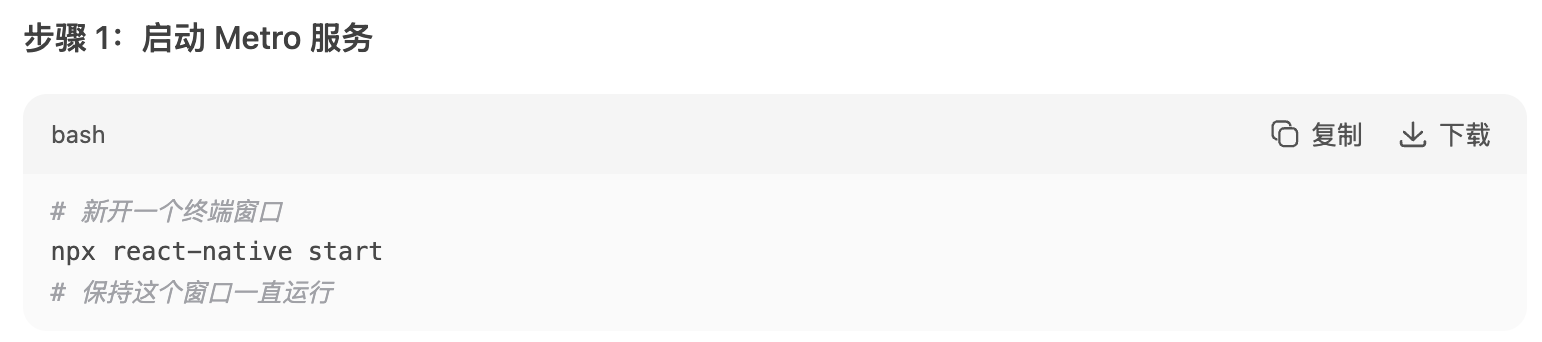 步骤 1：启动 Metro 服务
bash 复制 下载
# 新开一个终端窗口
npx react-native start
# 保持这个窗口一直运行